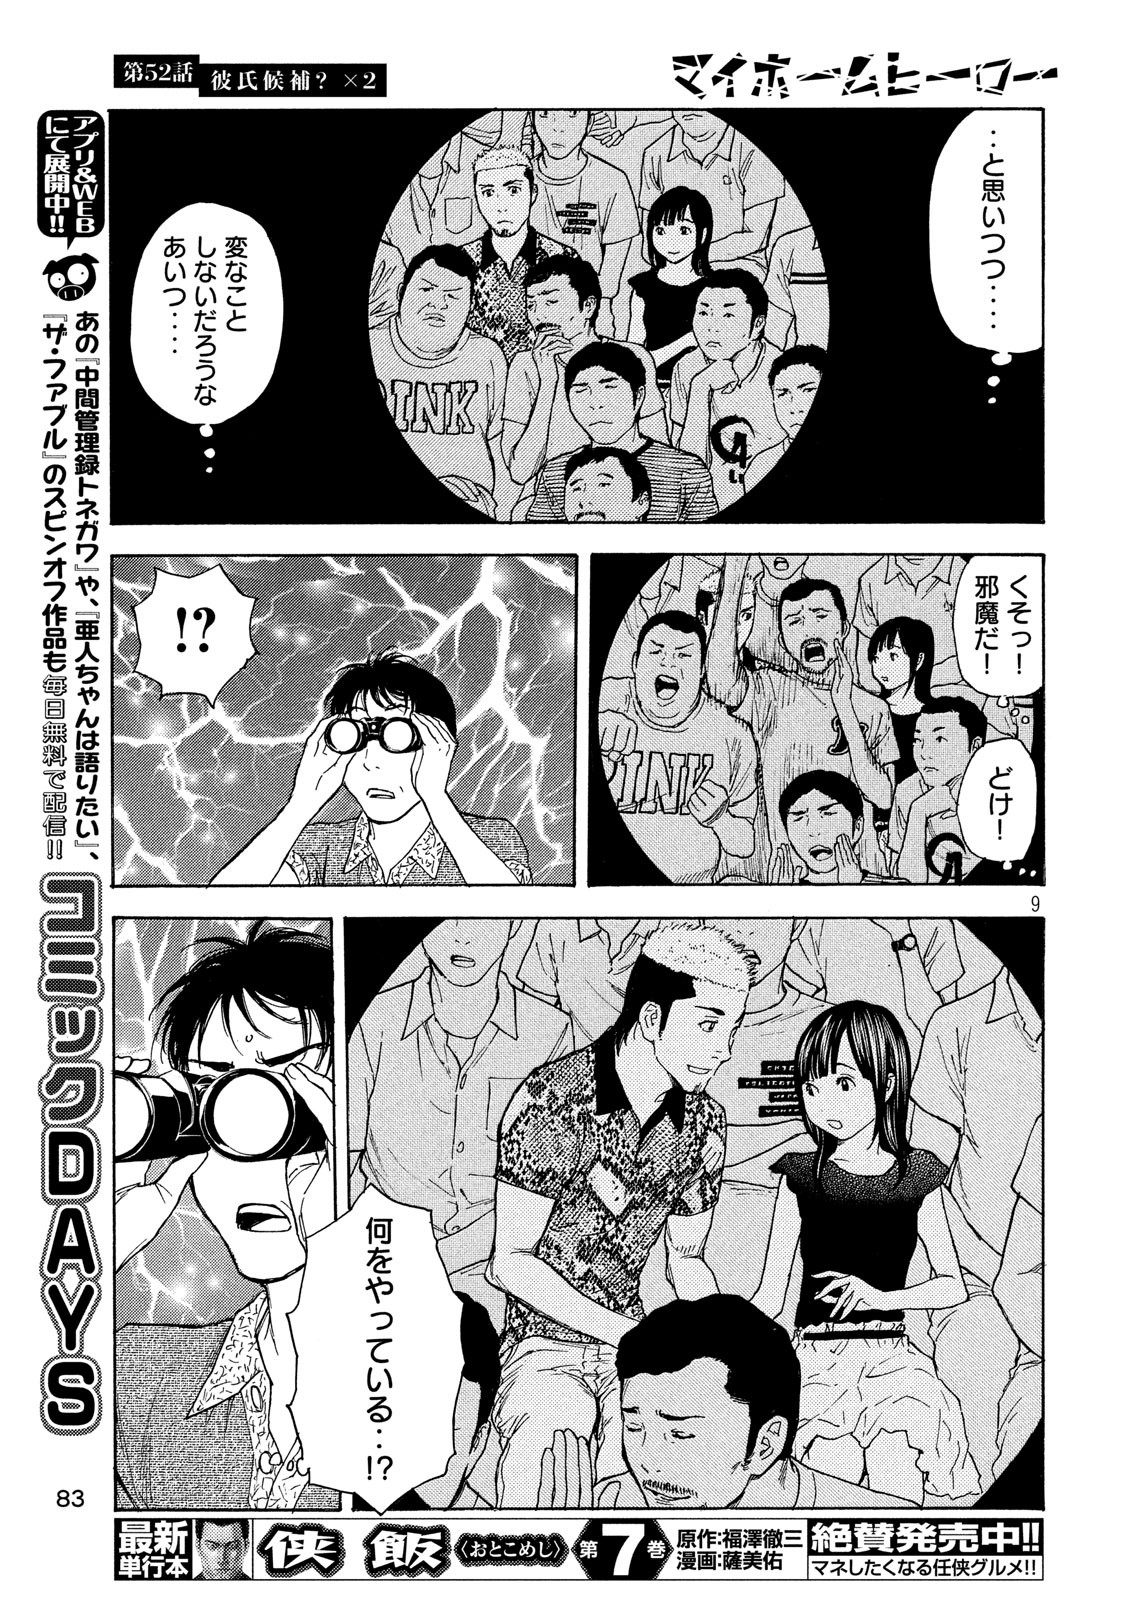 第52話
彼氏候補? ×2
マイホームヒーロー
‥と思いつつ‥‥
変なこと
しないだろうな
あいつ‥‥
PINK
くそっ!
邪魔だ!
どけ!
PINK
!?
9
何をやっている‥!?
アプリ&WEB
にて展開中!!
あの『中間管理録トネガワ』や、『亜人ちゃんは語りたい』、
『ザ・ファブル』のスピンオフ作品も毎日無料で配信!!
コミックDAYS
83
最新
単行本
侠飯
〈おとこめし〉
第7巻
原作:福澤徹三
漫画:薩美佑
絶賛発売中!!
マネしたくなる任侠グルメ!!